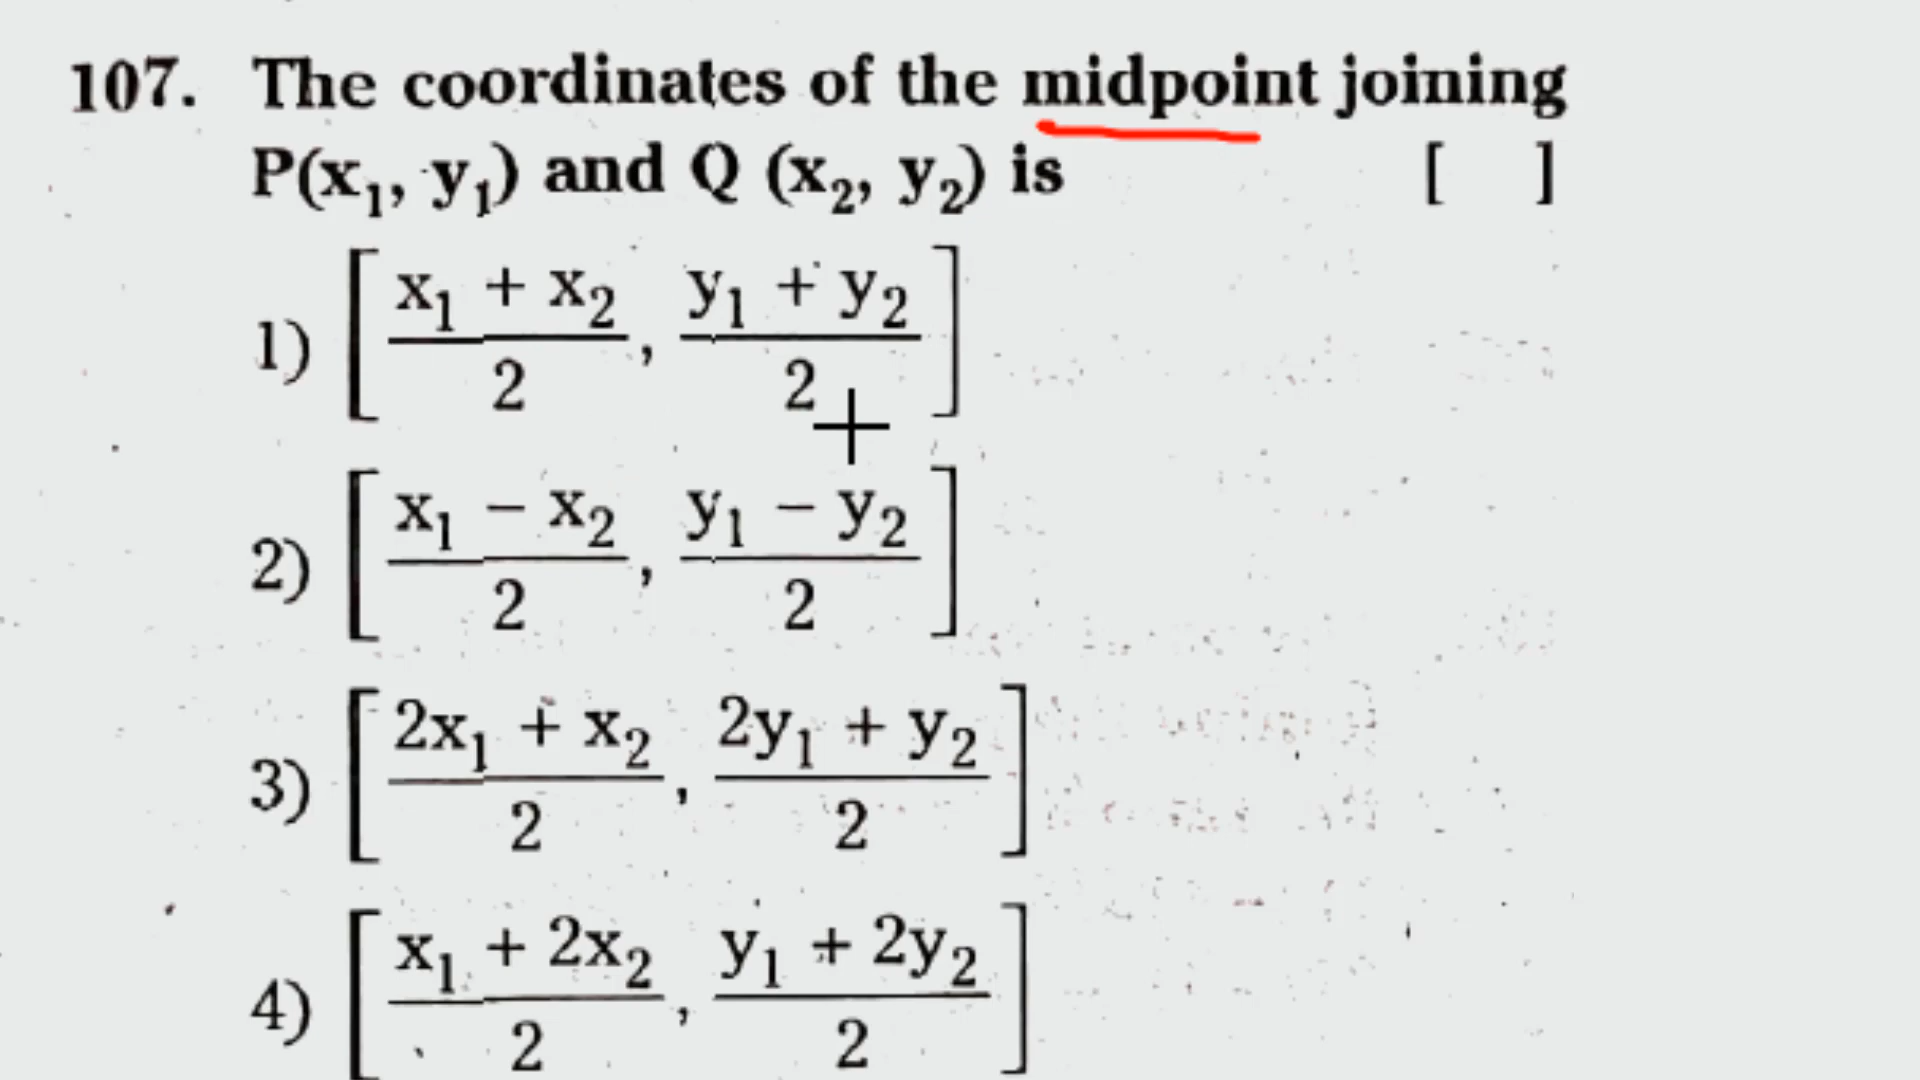 107. The coordinates of the midpoint joining
P(x₁, y₁) and Q (x₂, y₂) is [ ]
1) [ (x₁ + x₂)/2 , (y₁ + y₂)/2 ]
2) [ (x₁ − x₂)/2 , (y₁ − y₂)/2 ]
3) [ (2x₁ + x₂)/2 , (2y₁ + y₂)/2 ]
4) [ (x₁ + 2x₂)/2 , (y₁ + 2y₂)/2 ]